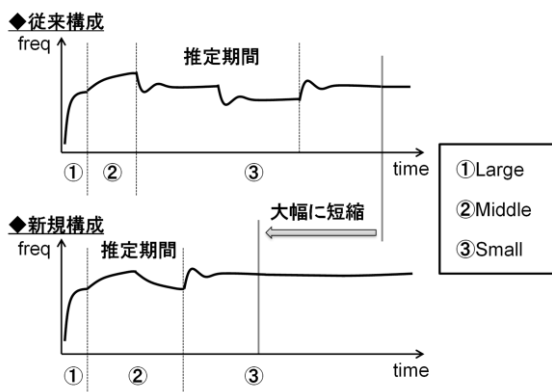 ◆従来構成
freq
推定期間
① ② ③ time
大幅に短縮
◆新規構成
freq
推定期間
① ② ③ time
①Large
②Middle
③Small